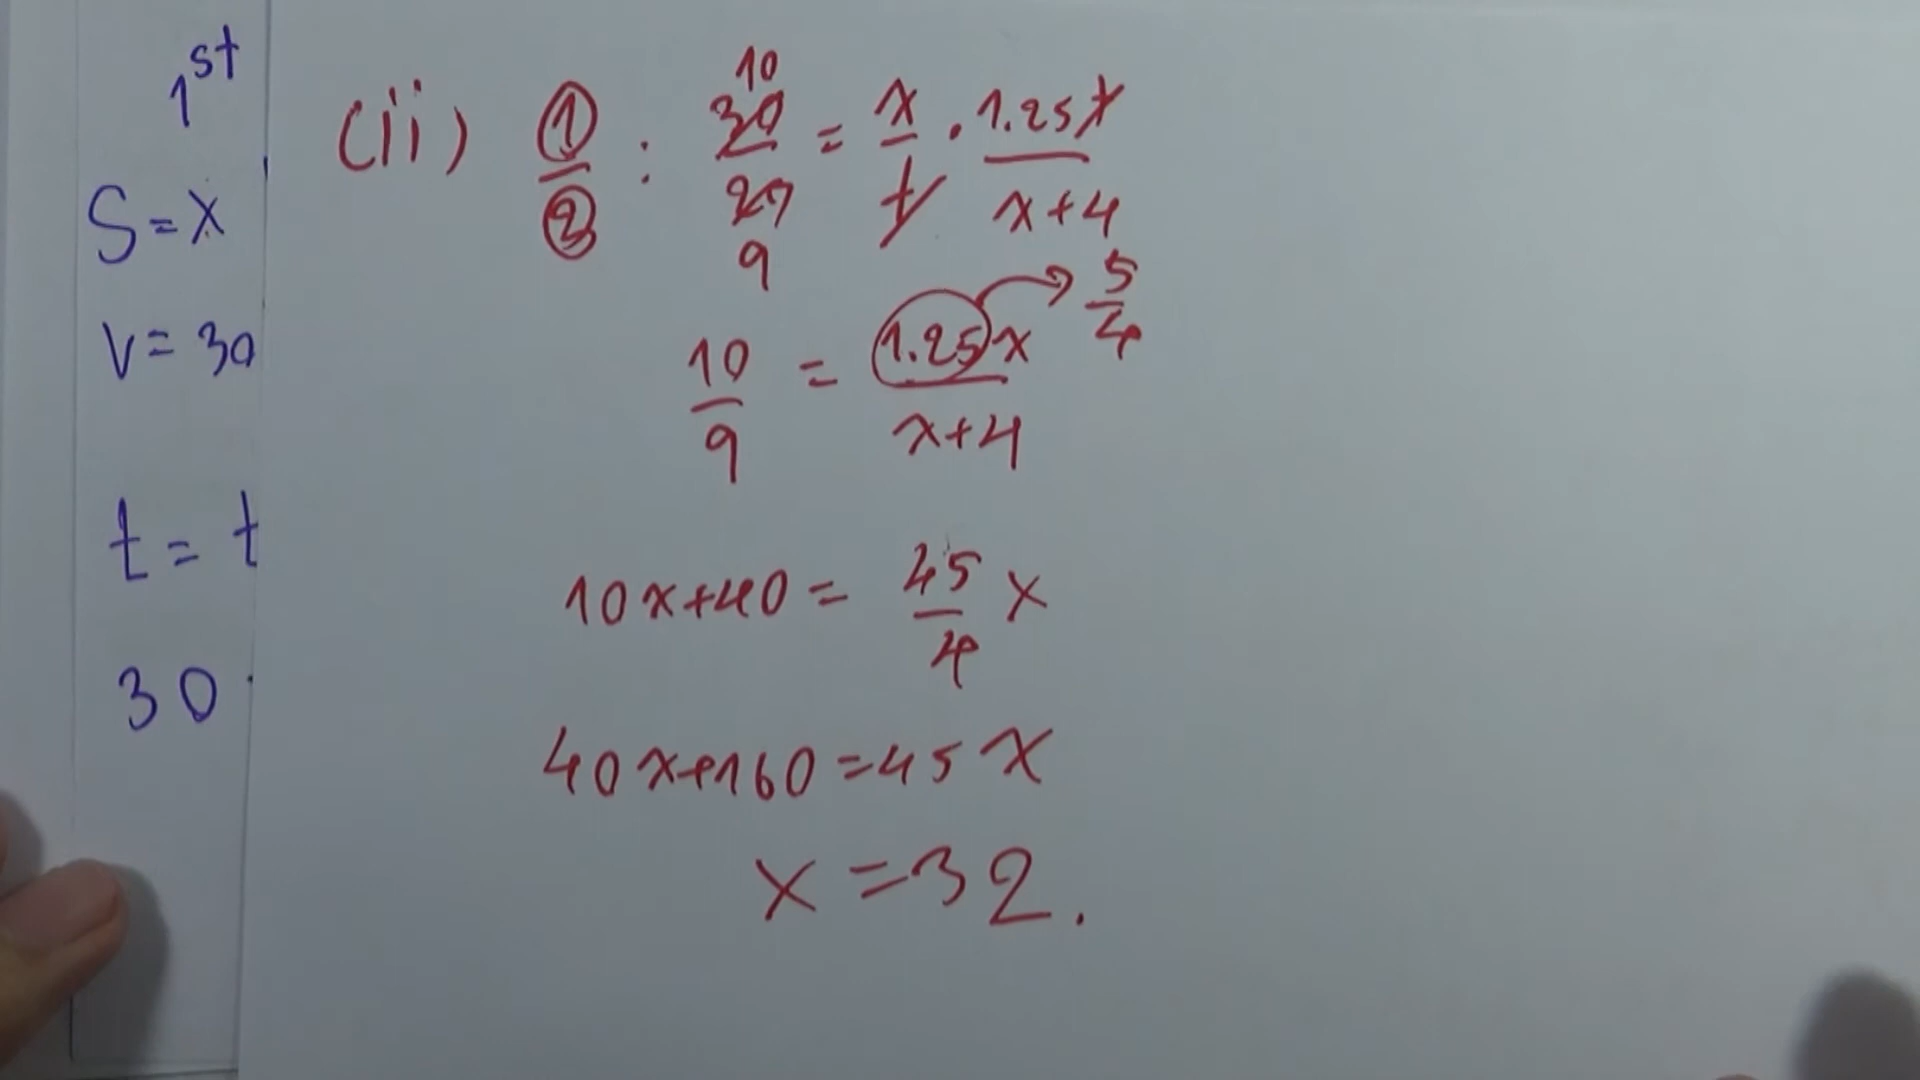 1st
S=x
V=30
t=t
30
(ii) ①/② : 30/27 = x/t · 1.25t/(x+4)
10
9
10/9 = 1.25x/(x+4) → 5/4
10x+40 = 45/4 x
40x+160=45x
x=32.